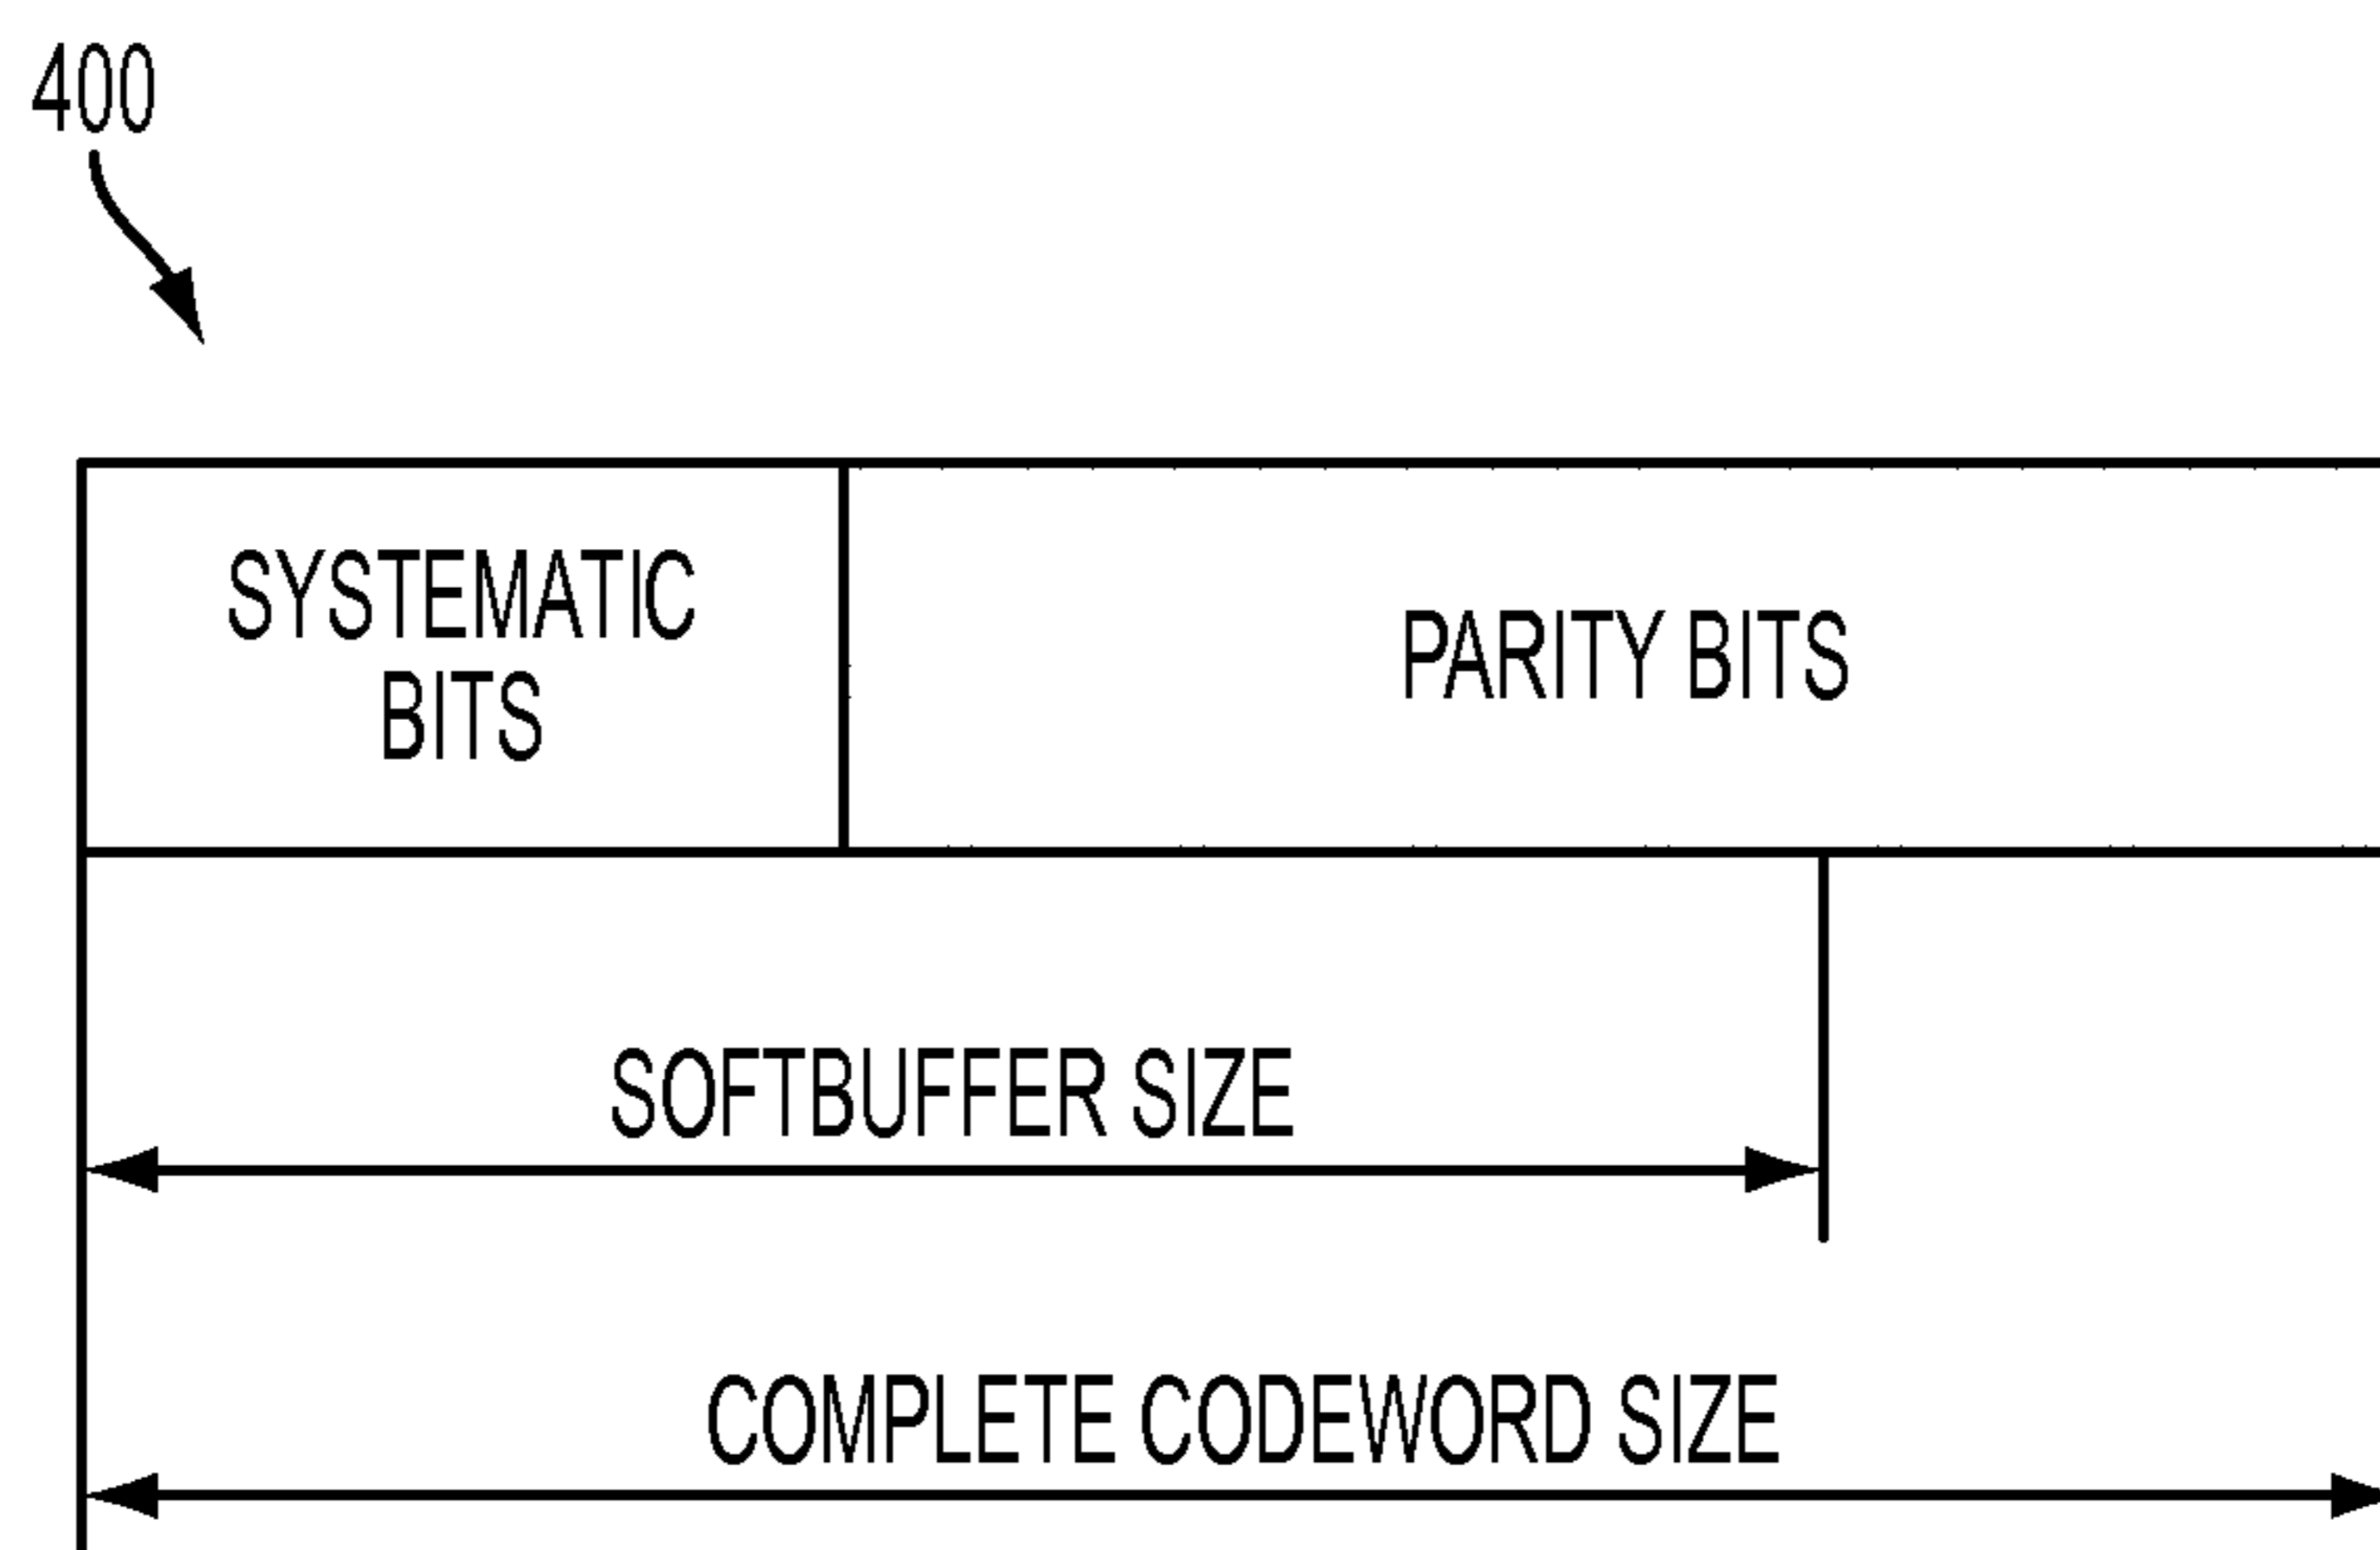 400
SYSTEMATIC
BITS
PARITY BITS
SOFTBUFFER SIZE
COMPLETE CODEWORD SIZE